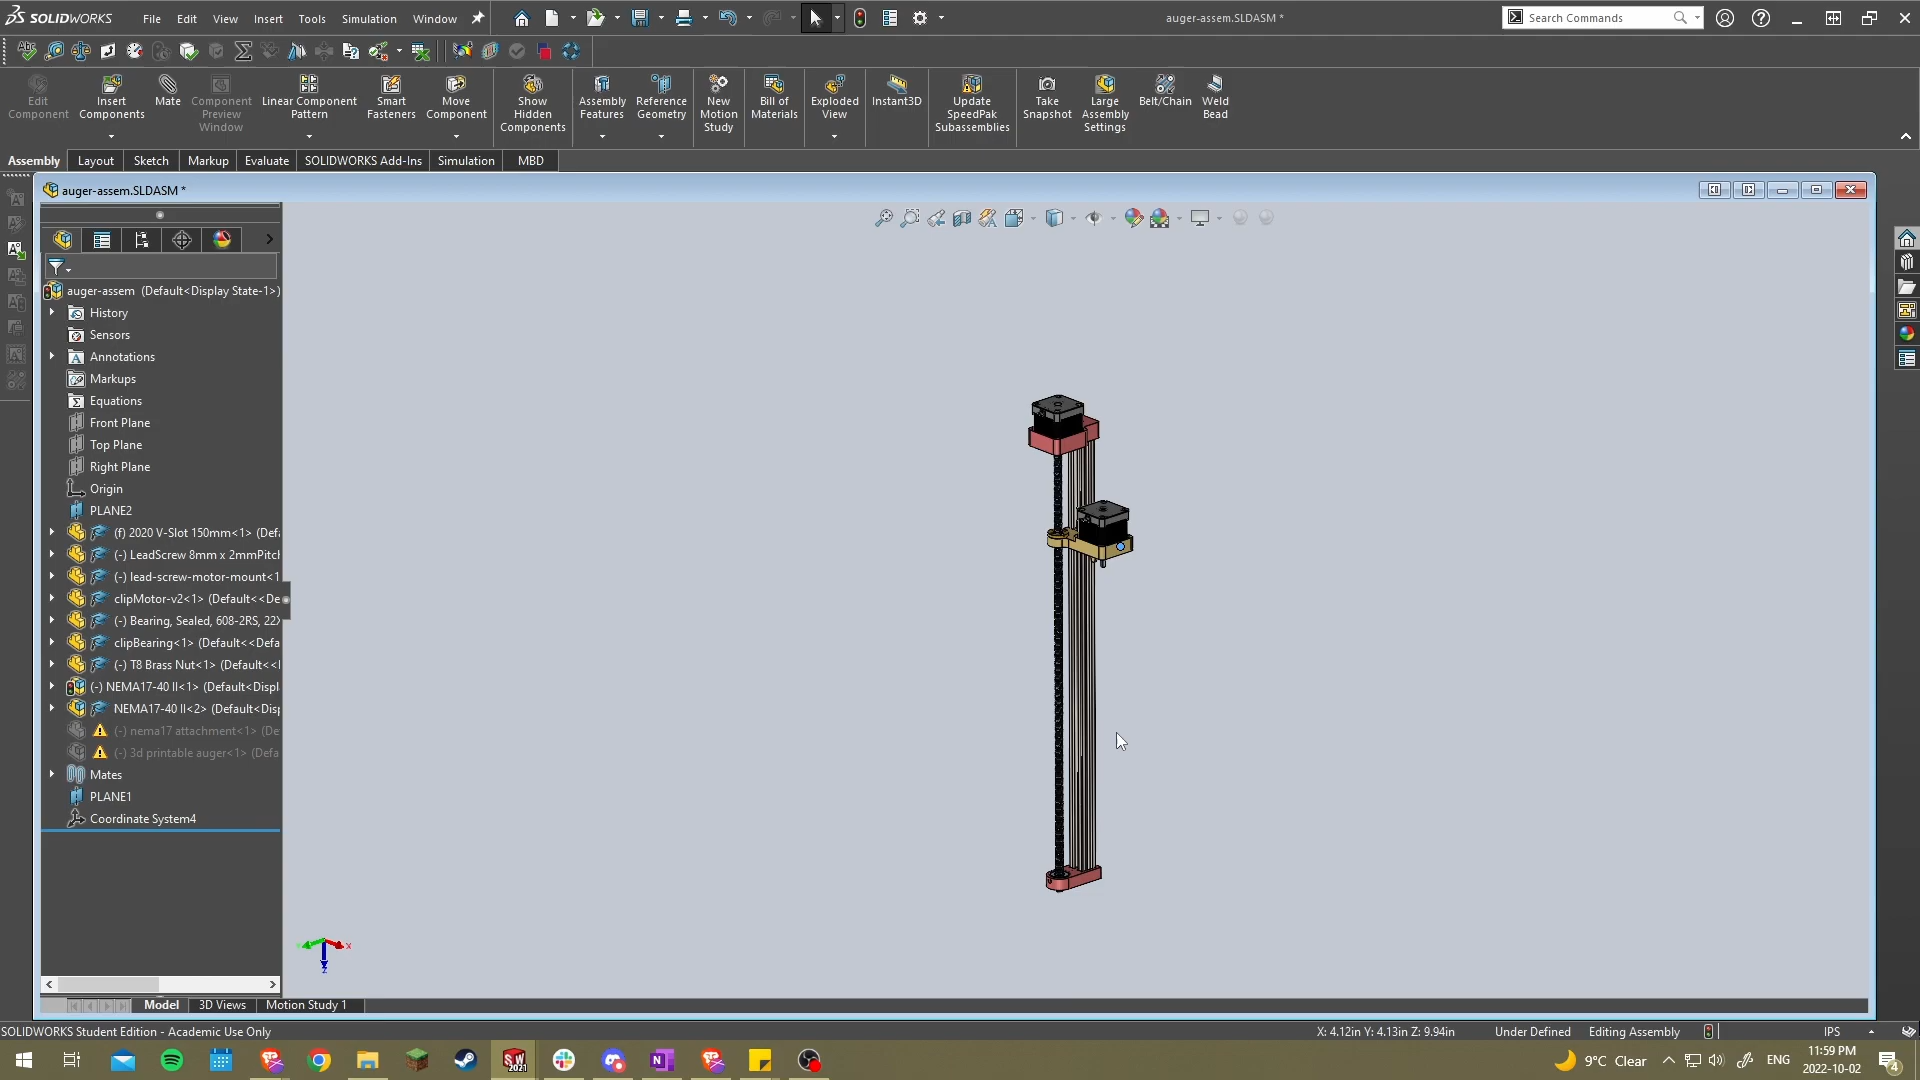 SOLIDWORKS File Edit View Insert Tools Simulation Window auger-assem.SLDASM * Search Commands
Edit Component
Insert Components
Mate
Component Preview Window
Linear Component Pattern
Smart Fasteners
Move Component
Show Hidden Components
Assembly Features
Reference Geometry
New Motion Study
Bill of Materials
Exploded View
Instant3D
Update SpeedPak Subassemblies
Take Snapshot
Large Assembly Settings
Belt/Chain
Weld Bead
Assembly Layout Sketch Markup Evaluate SOLIDWORKS Add-Ins Simulation MBD
auger-assem.SLDASM *
auger-assem (Default<Display State-1>)
History
Sensors
Annotations
Markups
Equations
Front Plane
Top Plane
Right Plane
Origin
PLANE2
(f) 2020 V-Slot 150mm<1> (Def
(-) LeadScrew 8mm x 2mmPitch
(-) lead-screw-motor-mount<1
clipMotor-v2<1> (Default<<De
(-) Bearing, Sealed, 608-2RS, 22X
clipBearing<1> (Default<<Defa
(-) T8 Brass Nut<1> (Default<<I
(-) NEMA17-40 II<1> (Default<Displ
NEMA17-40 II<2> (Default<Disp
(-) nema17 attachment<1> (De
(-) 3d printable auger<1> (Defa
Mates
PLANE1
Coordinate System4
x
z
Model 3D Views Motion Study 1
SOLIDWORKS Student Edition - Academic Use Only X: 4.12in Y: 4.13in Z: 9.94in Under Defined Editing Assembly IPS
SW 2021
N
9°C Clear ENG
11:59 PM
2022-10-02
4